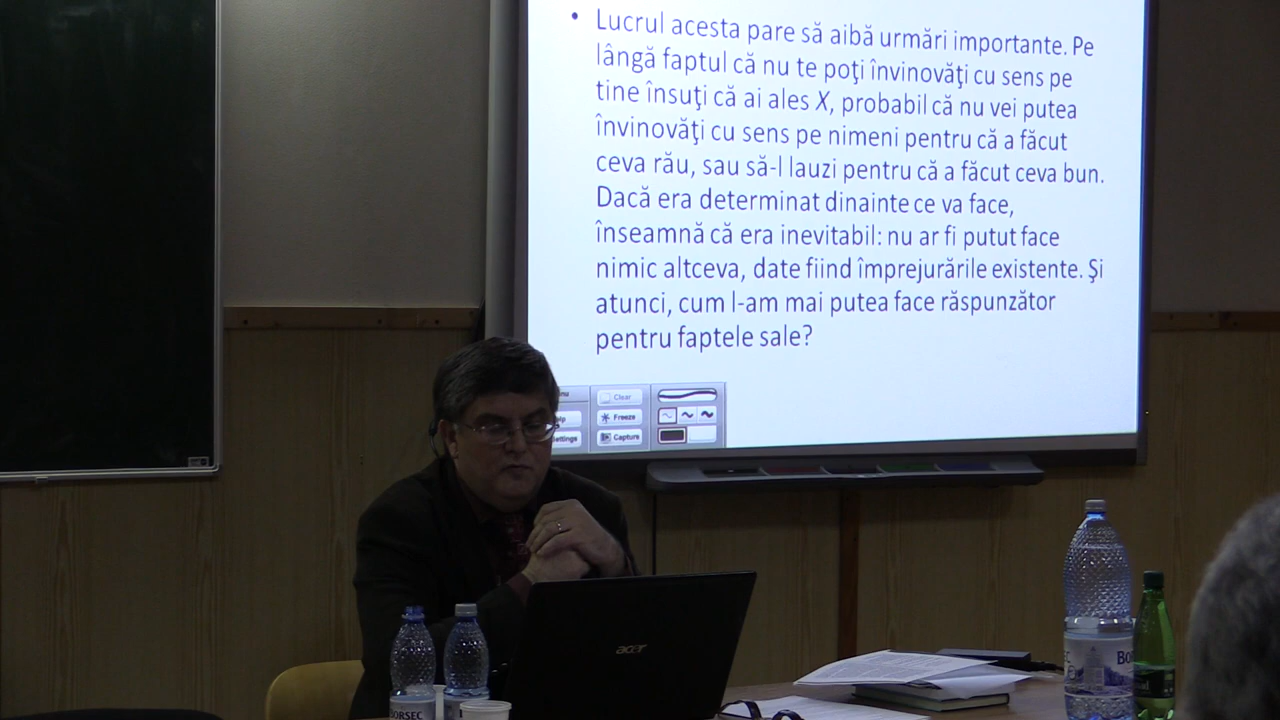 • Lucrul acesta pare să aibă urmări importante. Pe
lângă faptul că nu te poţi învinovăţi cu sens pe
tine însuţi că ai ales X, probabil că nu vei putea
învinovăţi cu sens pe nimeni pentru că a făcut
ceva rău, sau să-l lauzi pentru că a făcut ceva bun.
Dacă era determinat dinainte ce va face,
înseamnă că era inevitabil: nu ar fi putut face
nimic altceva, date fiind împrejurările existente. Şi
atunci, cum l-am mai putea face răspunzător
pentru faptele sale?
Clear
Freeze
Capture
acer
BORSEC